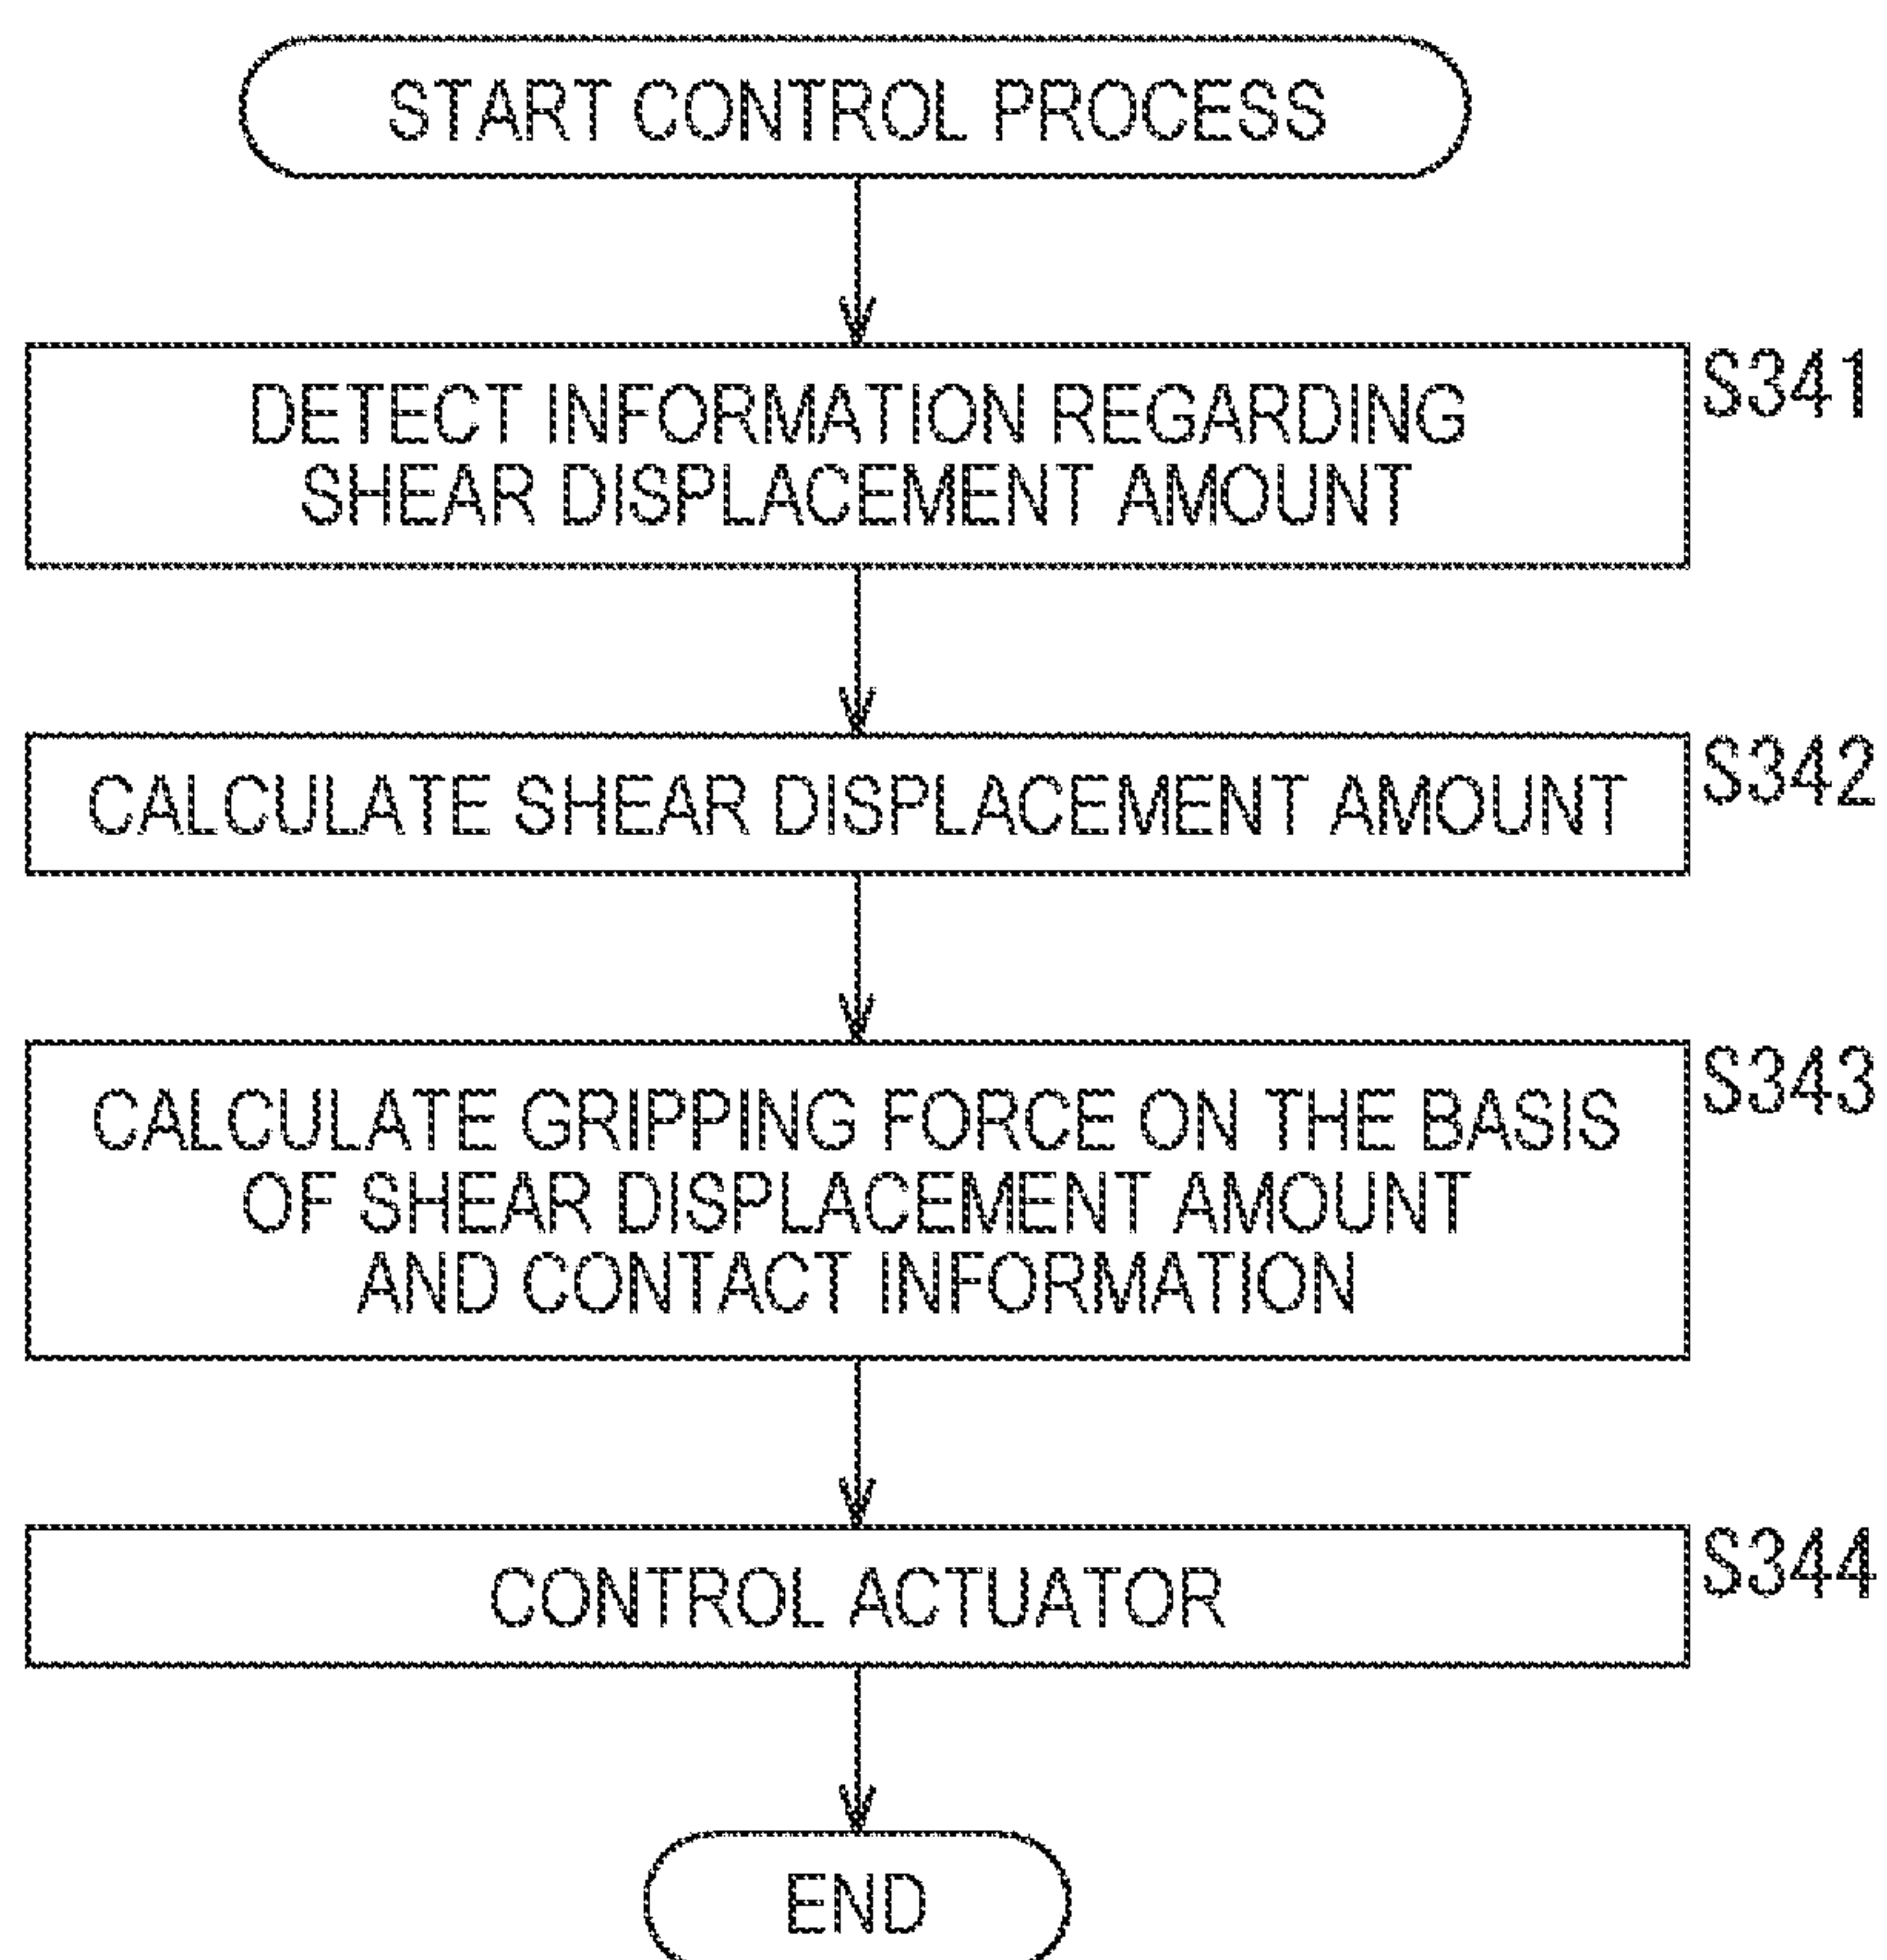 START CONTROL PROCESS
DETECT INFORMATION REGARDING
SHEAR DISPLACEMENT AMOUNT
S341
CALCULATE SHEAR DISPLACEMENT AMOUNT
S342
CALCULATE GRIPPING FORCE ON THE BASIS
OF SHEAR DISPLACEMENT AMOUNT
AND CONTACT INFORMATION
S343
CONTROL ACTUATOR
S344
END